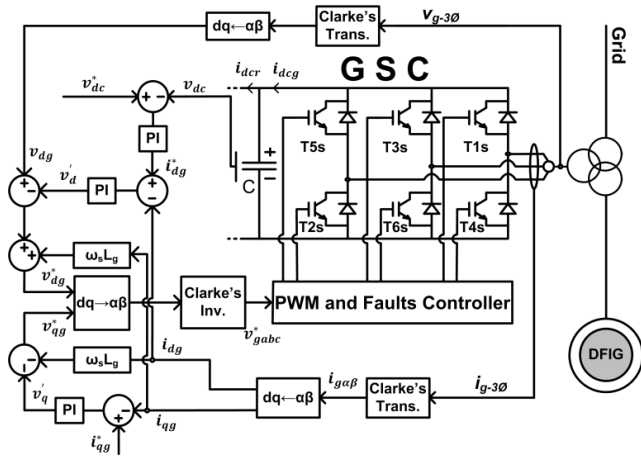 dq←αβ
Clarke's
Trans.
v_g-3Ø
Grid
GSC
i_dcr
i_dcg
v*_dc
+ -
v_dc
PI
T5s
T3s
T1s
v_dg
i*_dg
C
+
−
+ −
v'_d
PI
+ −
T2s
T6s
T4s
+ +
ω_sL_g
v*_dg
dq→αβ
Clarke's
Inv.
PWM and Faults Controller
v*_qg
v*_gabc
− −
ω_sL_g
i_dg
DFIG
v'_q
PI
+ −
i_qg
dq←αβ
i_gαβ
Clarke's
Trans.
i_g-3Ø
i*_qg